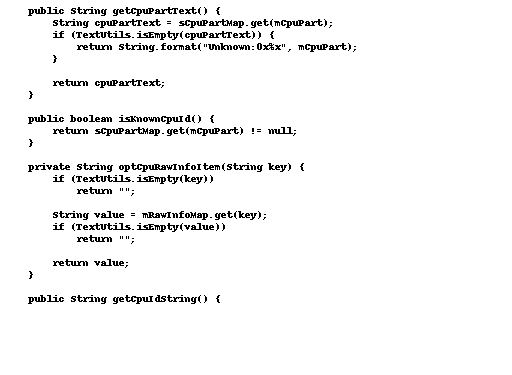 public String getCpuPartText() {
String cpuPartText = sCpuPartMap.get(mCpuPart);
if (TextUtils.isEmpty(cpuPartText)) {
return String.format("Unknown:0x%x", mCpuPart);
}
return cpuPartText;
}
public boolean isKnownCpuId() {
return sCpuPartMap.get(mCpuPart) != null;
}
private String optCpuRawInfoItem(String key) {
if (TextUtils.isEmpty(key))
return "";
String value = mRawInfoMap.get(key);
if (TextUtils.isEmpty(value))
return "";
return value;
}
public String getCpuIdString() {